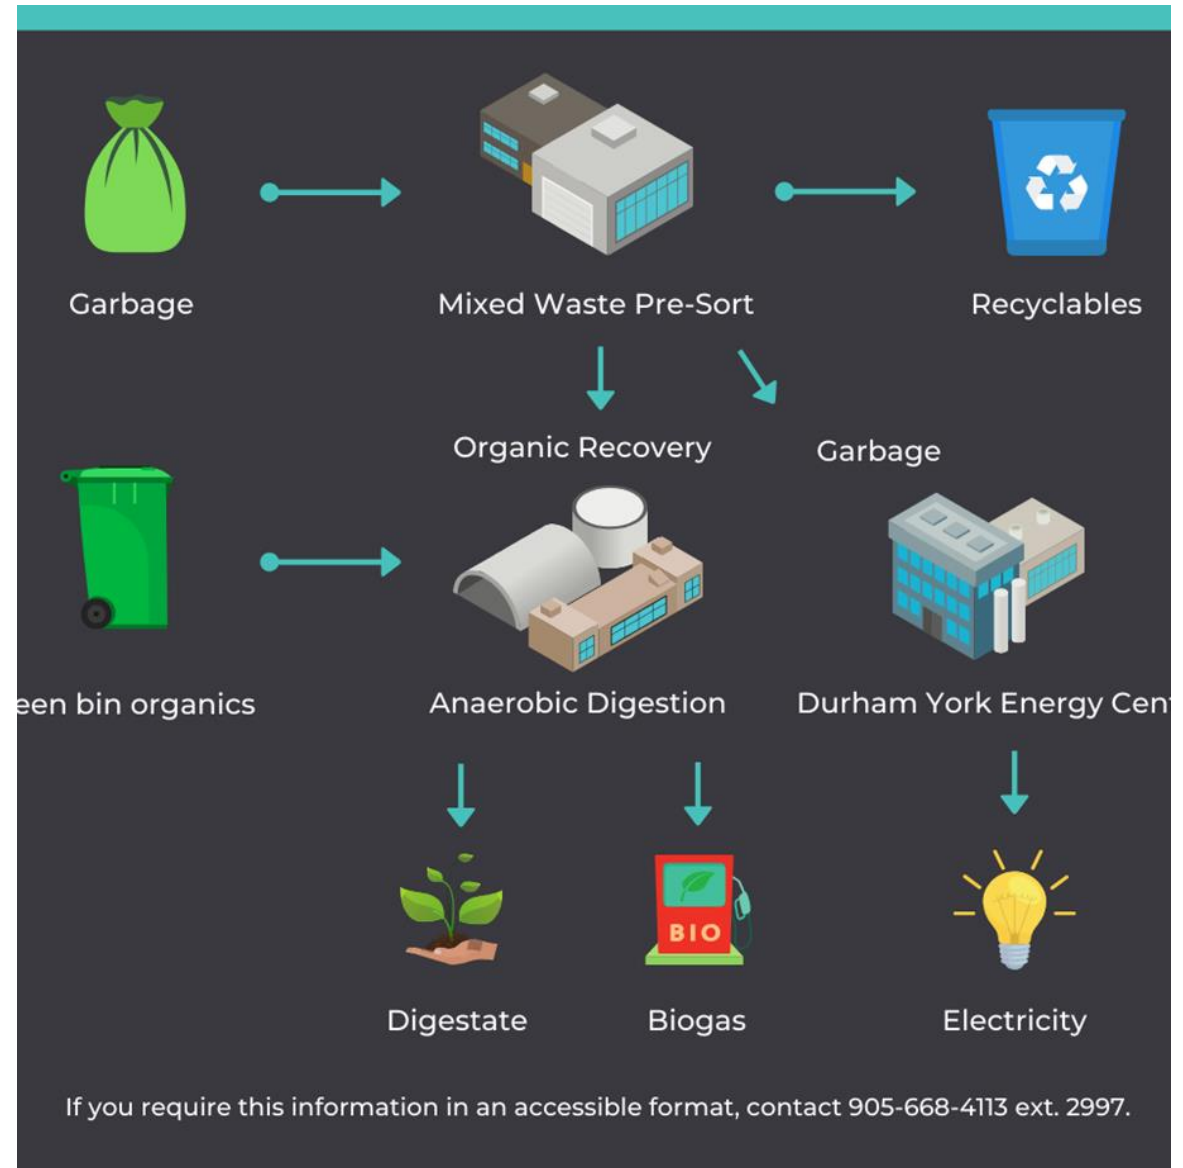 Garbage
Mixed Waste Pre-Sort
Recyclables
Organic Recovery
Garbage
een bin organics
Anaerobic Digestion
Durham York Energy Cen
BIO
Digestate
Biogas
Electricity
If you require this information in an accessible format, contact 905-668-4113 ext. 2997.